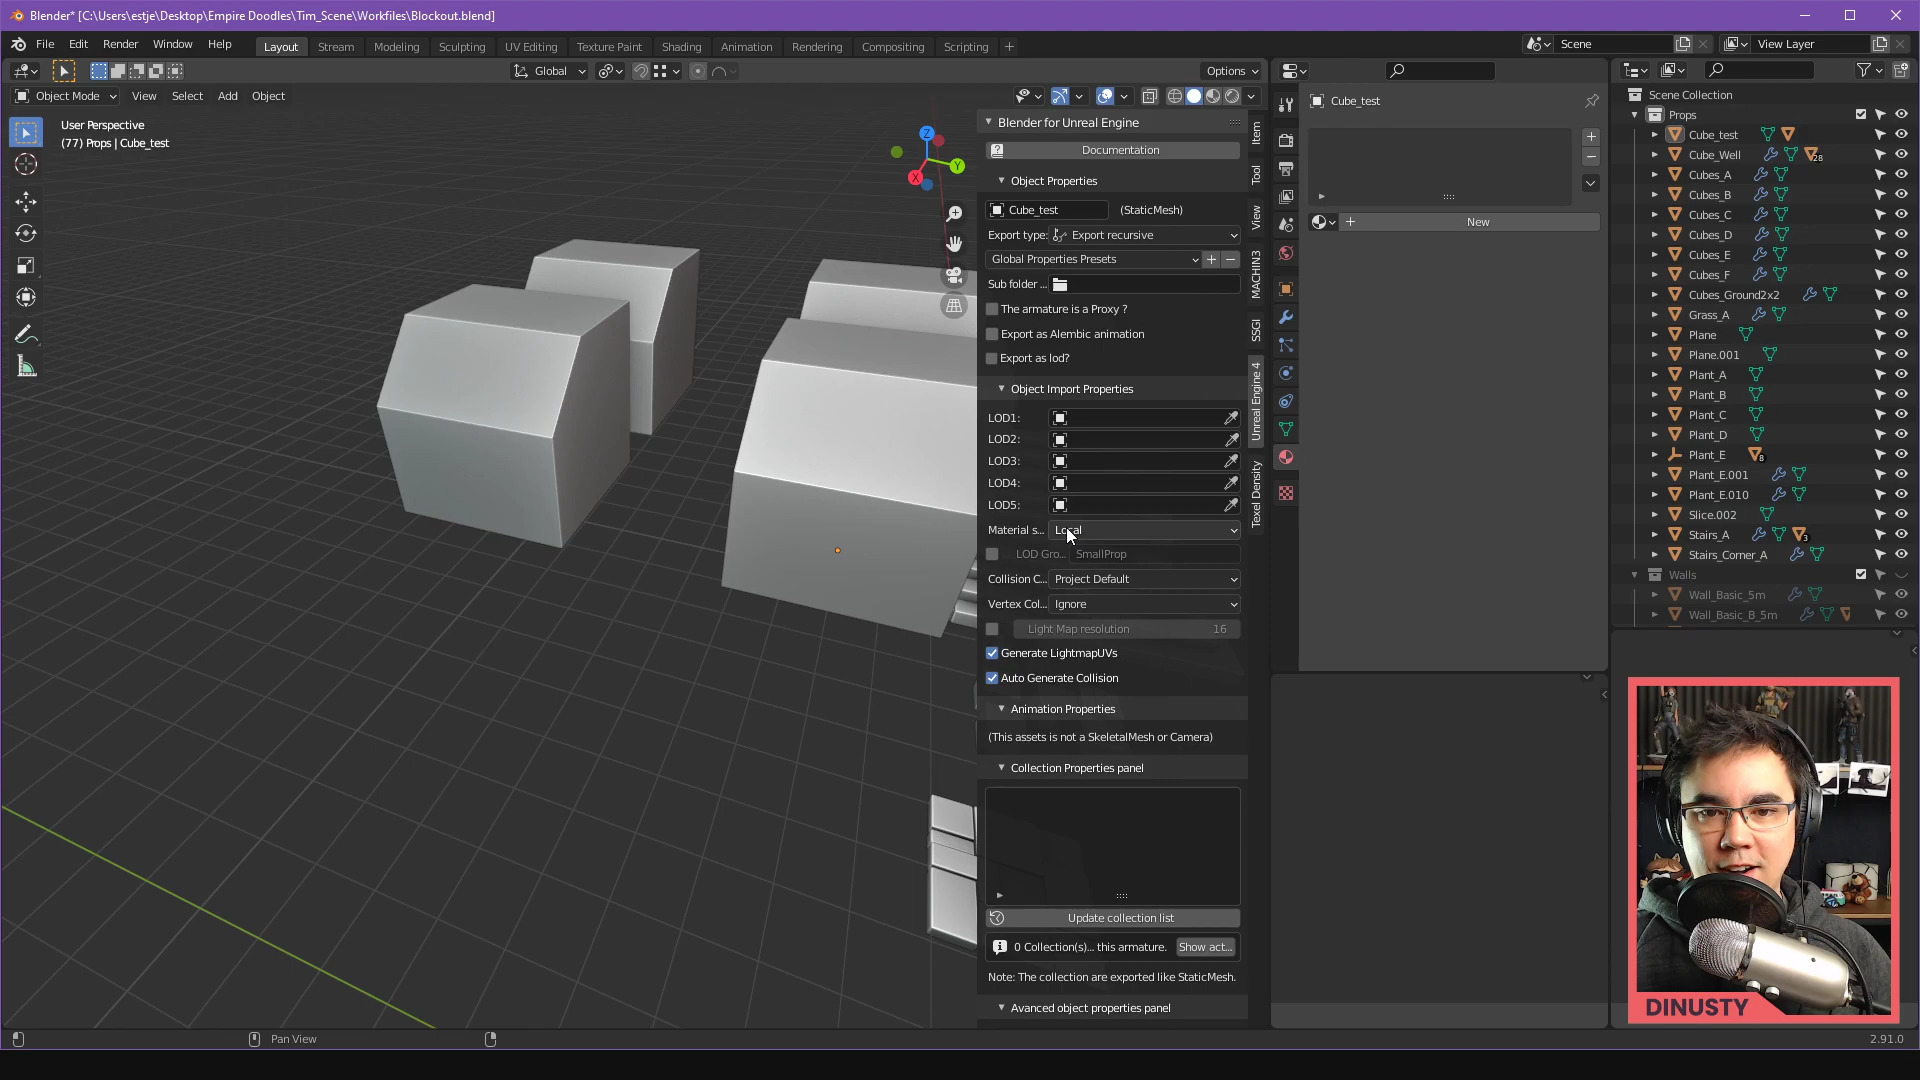 Blender* [C:\Users\estje\Desktop\Empire Doodles\Tim_Scene\Workfiles\Blockout.blend]
File Edit Render Window Help
Layout Stream Modeling Sculpting UV Editing Texture Paint Shading Animation Rendering Compositing Scripting +
Scene
View Layer
Global
Options
Object Mode View Select Add Object
User Perspective
(77) Props | Cube_test
Z
Y
X
Blender for Unreal Engine
Documentation
Object Properties
Cube_test (StaticMesh)
Export type: Export recursive
Global Properties Presets
Sub folder ...
The armature is a Proxy ?
Export as Alembic animation
Export as lod?
Object Import Properties
LOD1:
LOD2:
LOD3:
LOD4:
LOD5:
Material s... Local
LOD Gro... SmallProp
Collision C... Project Default
Vertex Col... Ignore
Light Map resolution 16
Generate LightmapUVs
Auto Generate Collision
Animation Properties
(This assets is not a SkeletalMesh or Camera)
Collection Properties panel
Update collection list
0 Collection(s)... this armature. Show act...
Note: The collection are exported like StaticMesh.
Avanced object properties panel
Item
Tool
View
MACHIN3
SSGI
Unreal Engine 4
Texel Density
Cube_test
New
Scene Collection
Props
Cube_test
Cube_Well 28
Cubes_A
Cubes_B
Cubes_C
Cubes_D
Cubes_E
Cubes_F
Cubes_Ground2x2
Grass_A
Plane
Plane.001
Plant_A
Plant_B
Plant_C
Plant_D
Plant_E 8
Plant_E.001
Plant_E.010
Slice.002
Stairs_A 3
Stairs_Corner_A
Walls
Wall_Basic_5m
Wall_Basic_B_5m
DINUSTY
Pan View
2.91.0